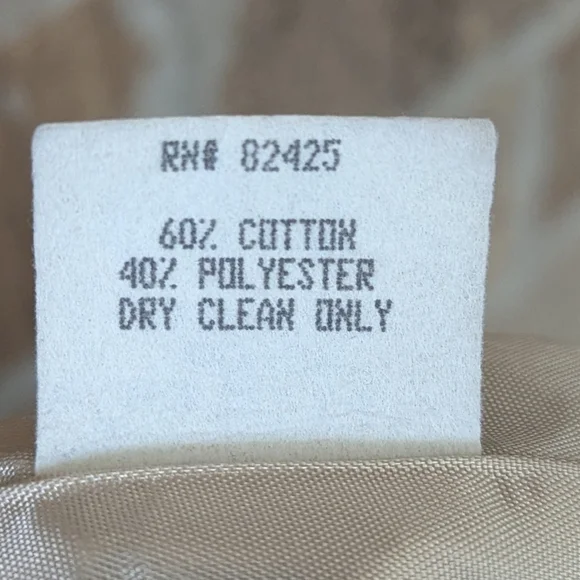 RN# 82425
60% COTTON
40% POLYESTER
DRY CLEAN ONLY